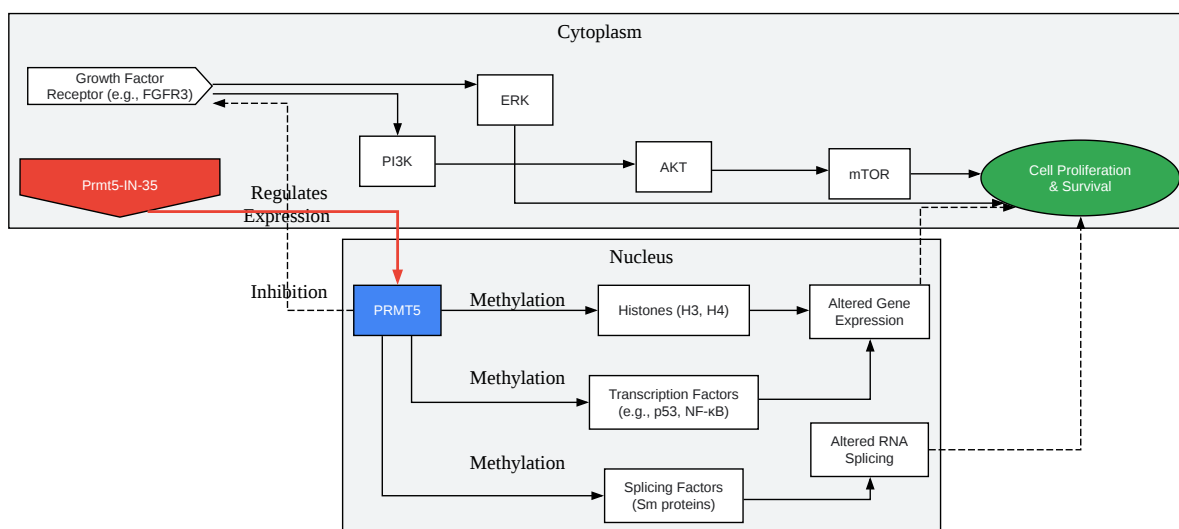 Cytoplasm
Growth Factor
Receptor (e.g., FGFR3)
ERK
PI3K
AKT
mTOR
Cell Proliferation
& Survival
Prmt5-IN-35
Regulates
Expression
Nucleus
Inhibition
PRMT5
Methylation
Histones (H3, H4)
Altered Gene
Expression
Methylation
Transcription Factors
(e.g., p53, NF-κB)
Altered RNA
Splicing
Methylation
Splicing Factors
(Sm proteins)